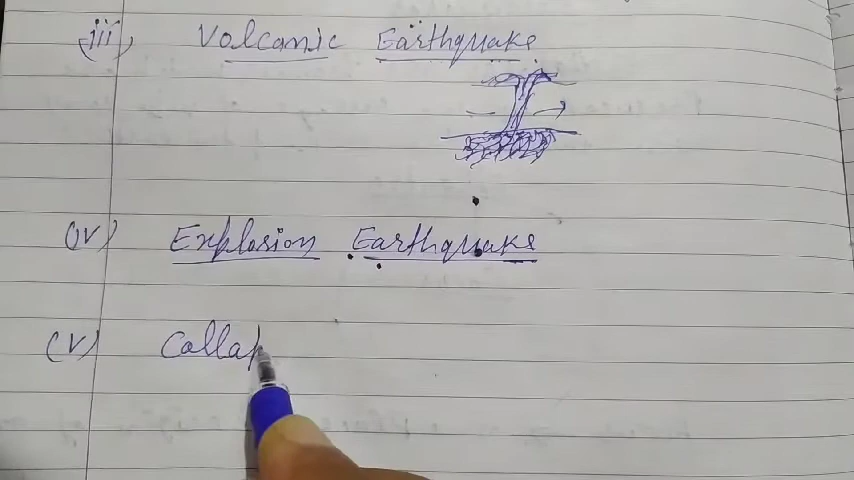 (iii) Volcanic Earthquake
(iv) Explosion Earthquake
(v) Collap